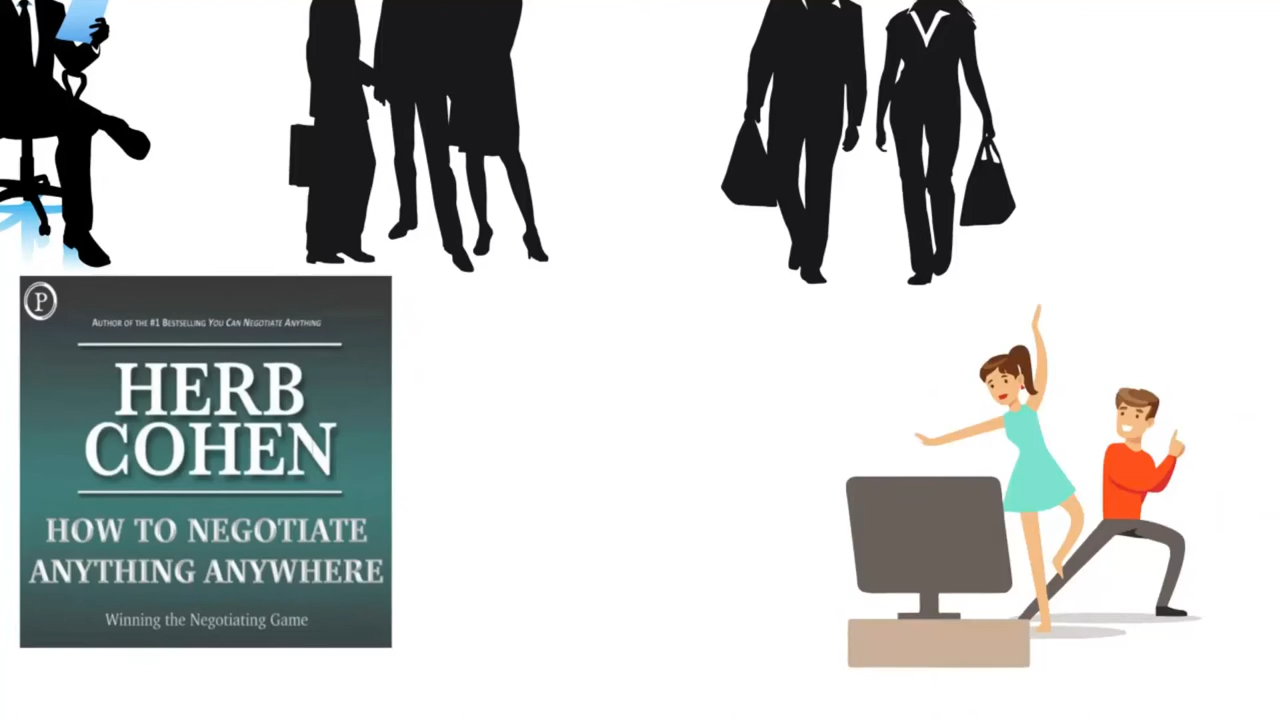 P
AUTHOR OF THE #1 BESTSELLING YOU CAN NEGOTIATE ANYTHING
HERB
COHEN
HOW TO NEGOTIATE
ANYTHING ANYWHERE
Winning the Negotiating Game